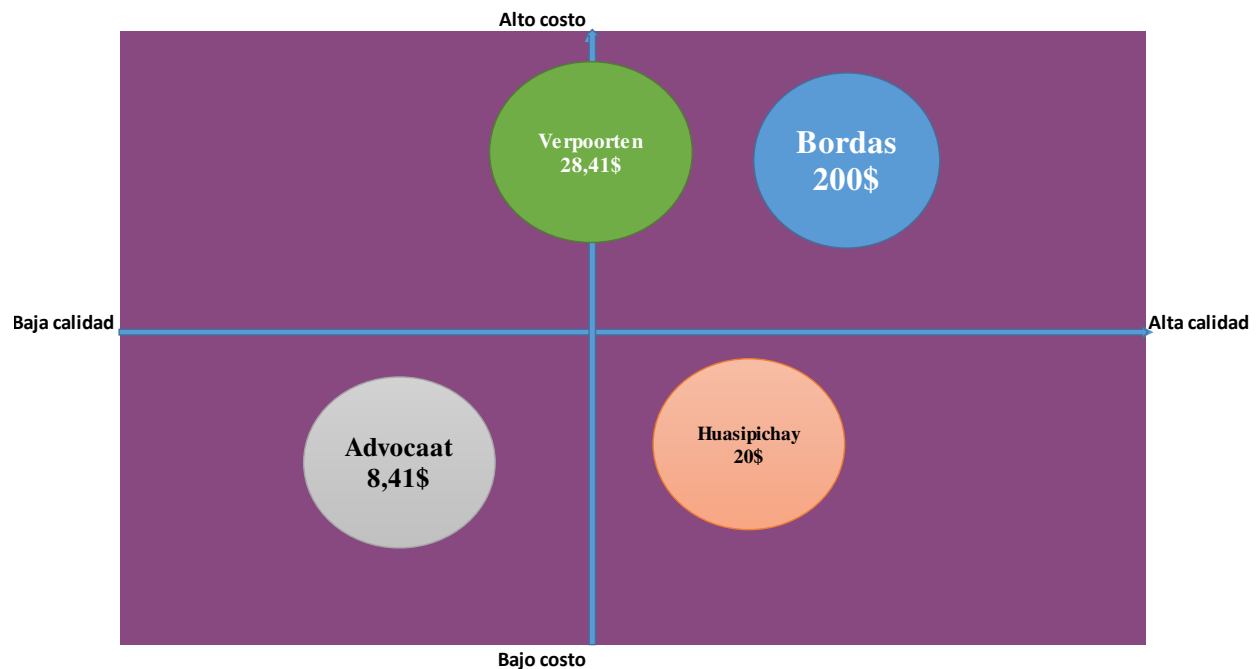 Alto costo
Verpoorten
28,41$
Bordas
200$
Baja calidad
Alta calidad
Advocaat
8,41$
Huasipichay
20$
Bajo costo